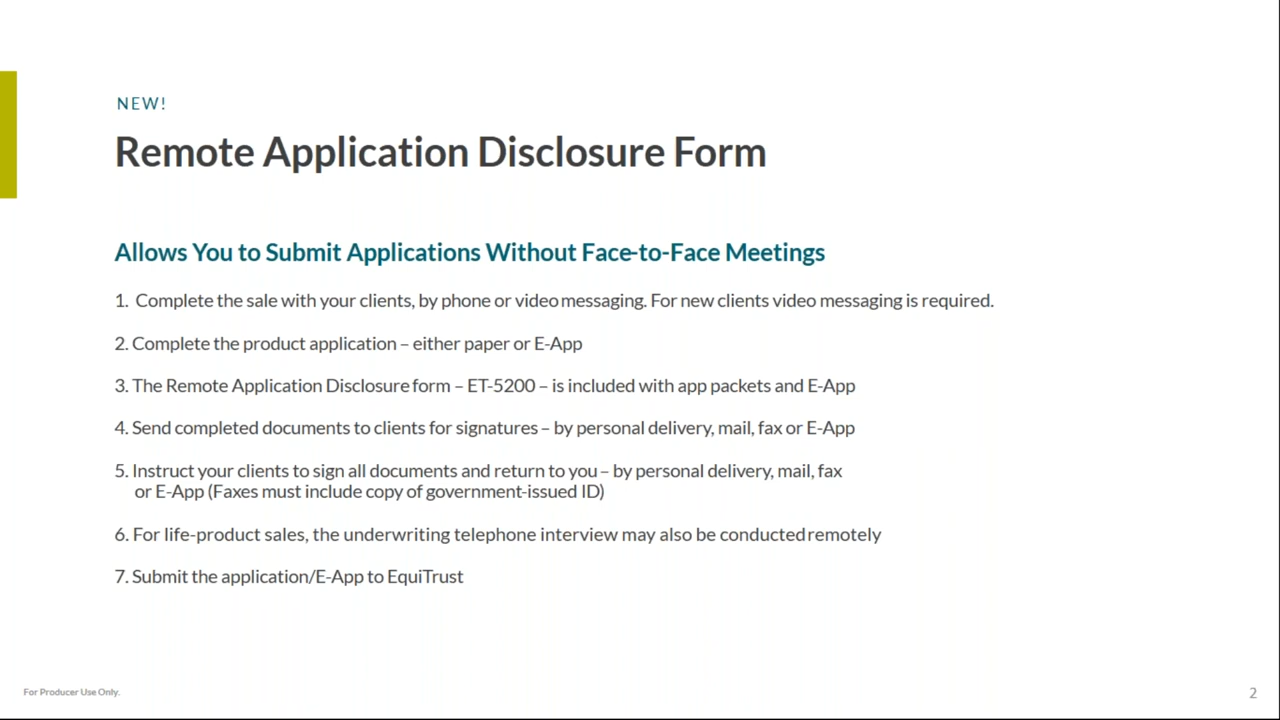 NEW!
Remote Application Disclosure Form
Allows You to Submit Applications Without Face-to-Face Meetings
1. Complete the sale with your clients, by phone or video messaging. For new clients video messaging is required.
2. Complete the product application – either paper or E-App
3. The Remote Application Disclosure form – ET-5200 – is included with app packets and E-App
4. Send completed documents to clients for signatures – by personal delivery, mail, fax or E-App
5. Instruct your clients to sign all documents and return to you – by personal delivery, mail, fax
or E-App (Faxes must include copy of government-issued ID)
6. For life-product sales, the underwriting telephone interview may also be conducted remotely
7. Submit the application/E-App to EquiTrust
For Producer Use Only.
2